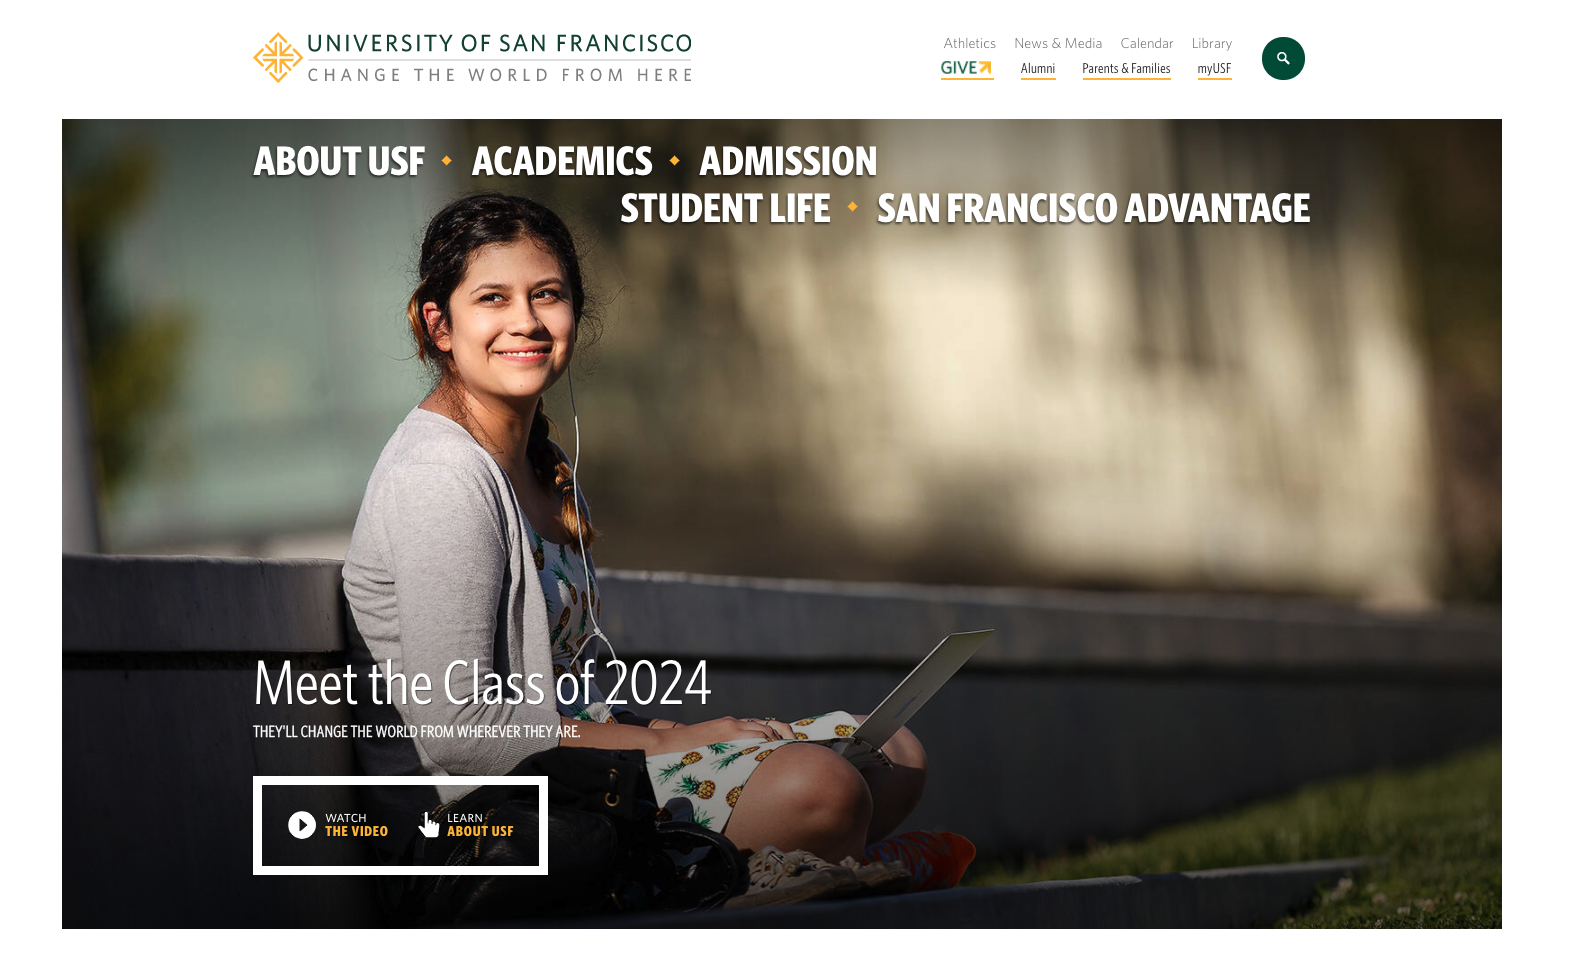 UNIVERSITY OF SAN FRANCISCO
CHANGE THE WORLD FROM HERE
Athletics News & Media Calendar Library
GIVE Alumni Parents & Families myUSF
ABOUT USF ◆ ACADEMICS ◆ ADMISSION
STUDENT LIFE ◆ SAN FRANCISCO ADVANTAGE
Meet the Class of 2024
THEY'LL CHANGE THE WORLD FROM WHEREVER THEY ARE.
WATCH
THE VIDEO
LEARN
ABOUT USF